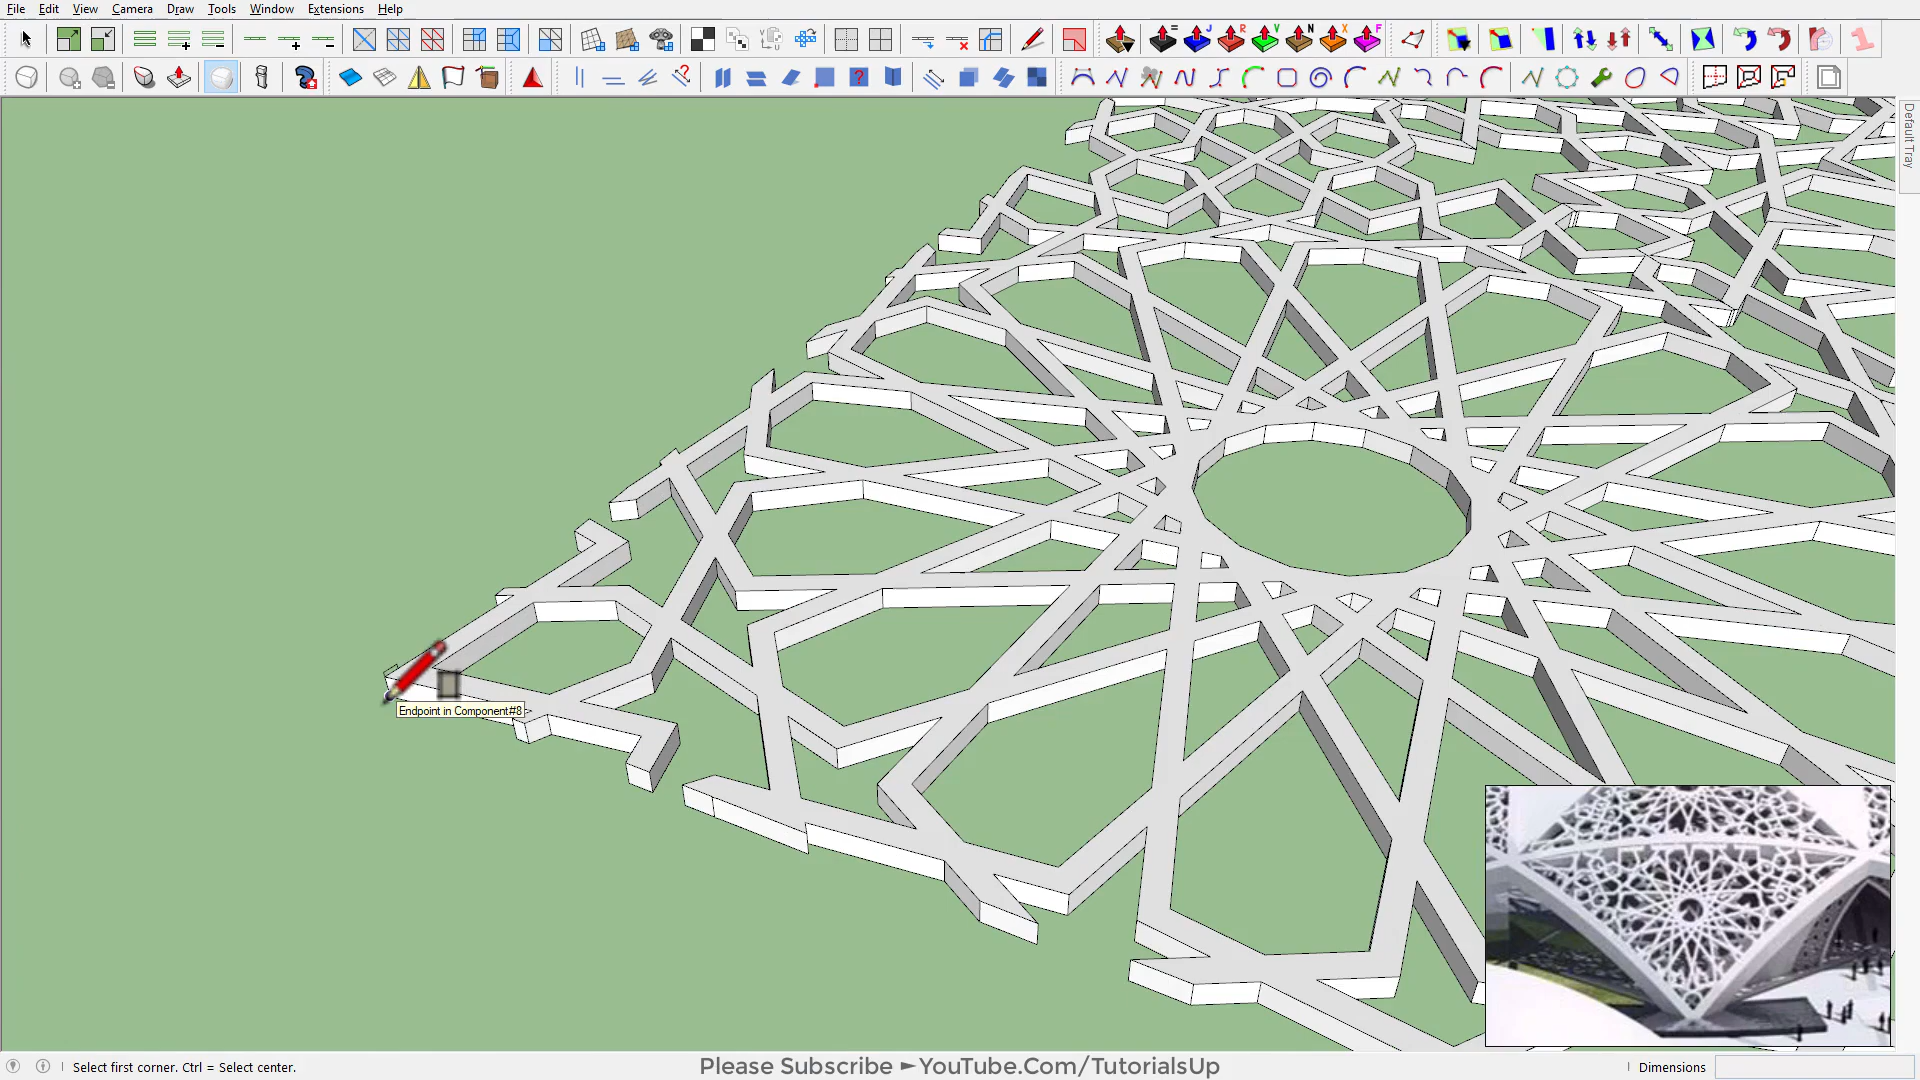 File Edit View Camera Draw Tools Window Extensions Help
= J R V N X F
Default Tray
Endpoint in Component#8
Select first corner. Ctrl = Select center.
Please Subscribe ►YouTube.Com/TutorialsUp
Dimensions